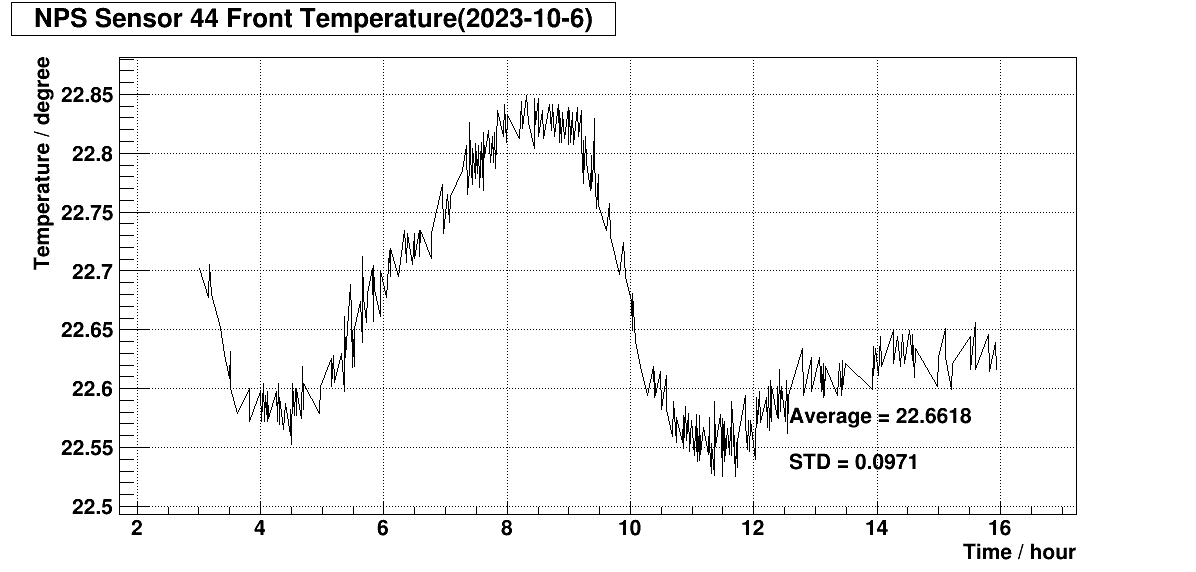 NPS Sensor 44 Front Temperature(2023-10-6)
Temperature / degree
22.85
22.8
22.75
22.7
22.65
22.6
22.55
22.5
Average = 22.6618
STD = 0.0971
2 4 6 8 10 12 14 16
Time / hour